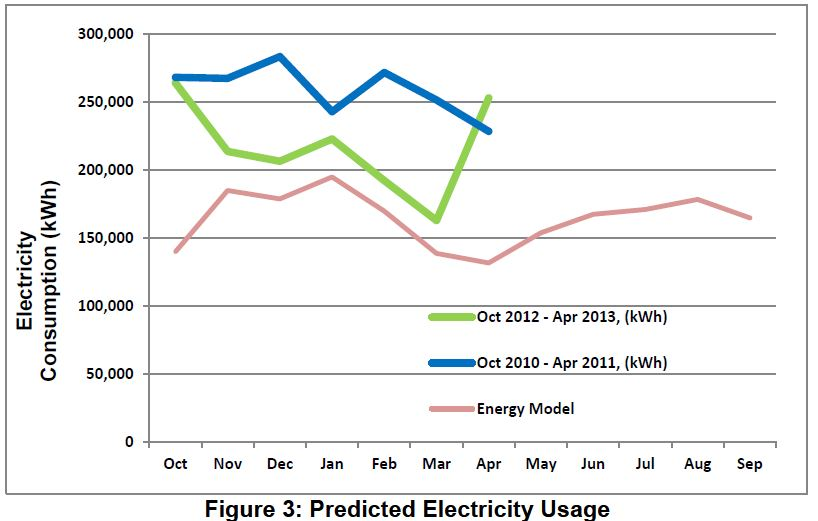 300,000
250,000
200,000
150,000
100,000
50,000
0
Electricity
Consumption (kWh)
Oct 2012 - Apr 2013, (kWh)
Oct 2010 - Apr 2011, (kWh)
Energy Model
Oct Nov Dec Jan Feb Mar Apr May Jun Jul Aug Sep
Figure 3: Predicted Electricity Usage